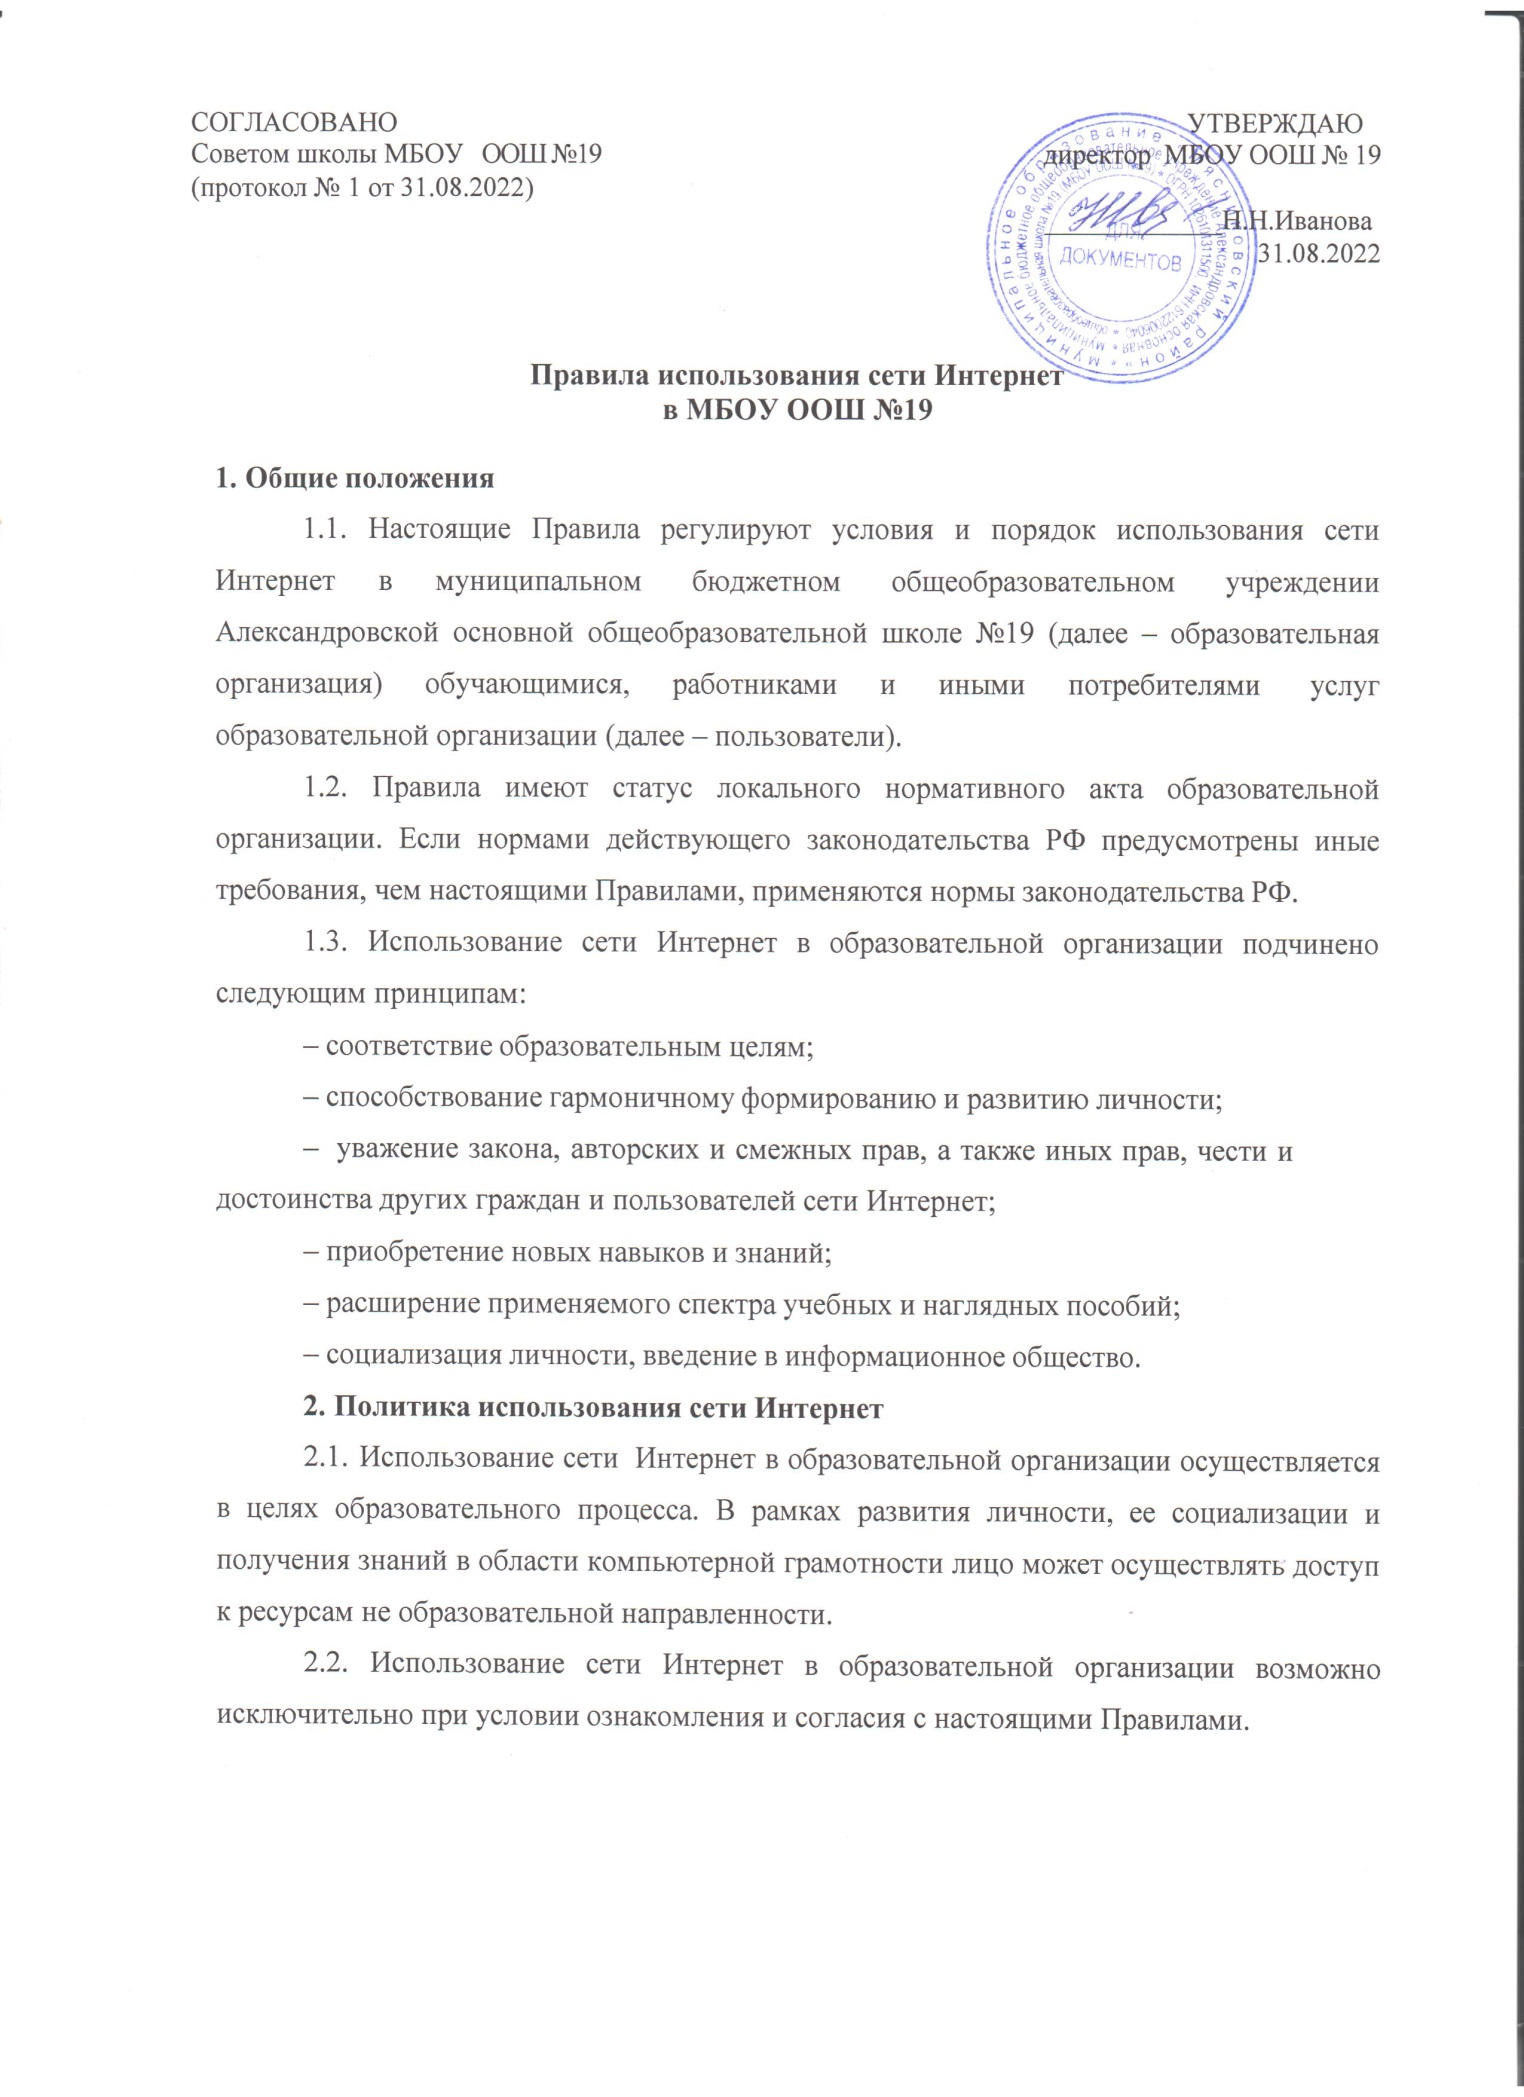 СОГЛАСОВАНО
Советом школы МБОУ ООШ №19
(протокол № 1 от 31.08.2022)
УТВЕРЖДАЮ
директор МБОУ ООШ № 19
Н.Н.Иванова
31.08.2022
ДЛЯ
ДОКУМЕНТОВ
Правила использования сети Интернет
в МБОУ ООШ №19
1. Общие положения
1.1. Настоящие Правила регулируют условия и порядок использования сети
Интернет в муниципальном бюджетном общеобразовательном учреждении
Александровской основной общеобразовательной школе №19 (далее – образовательная
организация) обучающимися, работниками и иными потребителями услуг
образовательной организации (далее – пользователи).
1.2. Правила имеют статус локального нормативного акта образовательной
организации. Если нормами действующего законодательства РФ предусмотрены иные
требования, чем настоящими Правилами, применяются нормы законодательства РФ.
1.3. Использование сети Интернет в образовательной организации подчинено
следующим принципам:
– соответствие образовательным целям;
– способствование гармоничному формированию и развитию личности;
– уважение закона, авторских и смежных прав, а также иных прав, чести и
достоинства других граждан и пользователей сети Интернет;
– приобретение новых навыков и знаний;
– расширение применяемого спектра учебных и наглядных пособий;
– социализация личности, введение в информационное общество.
2. Политика использования сети Интернет
2.1. Использование сети Интернет в образовательной организации осуществляется
в целях образовательного процесса. В рамках развития личности, ее социализации и
получения знаний в области компьютерной грамотности лицо может осуществлять доступ
к ресурсам не образовательной направленности.
2.2. Использование сети Интернет в образовательной организации возможно
исключительно при условии ознакомления и согласия с настоящими Правилами.